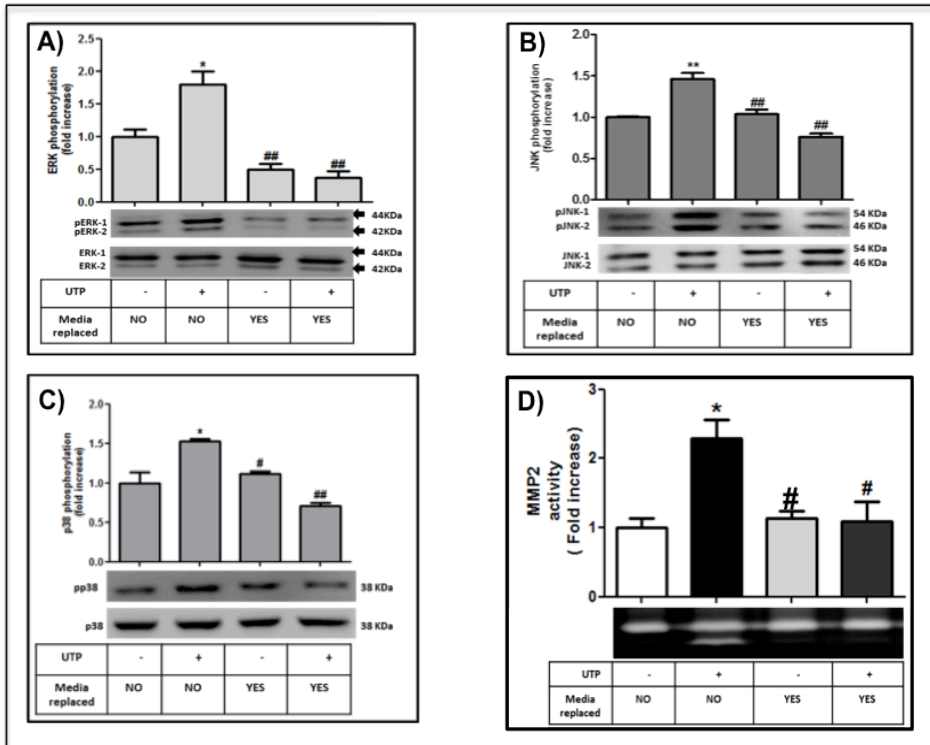 A)
ERK phosphorylation
(fold increase)
2.5
2.0
1.5
1.0
0.5
0.0
*
##
##
pERK-1
pERK-2
44KDa
42KDa
ERK-1
ERK-2
44KDa
42KDa
UTP - + - +
Media replaced NO NO YES YES
B)
JNK phosphorylation
(fold increase)
2.0
1.5
1.0
0.5
0.0
**
##
##
pJNK-1
pJNK-2
54 KDa
46 KDa
JNK-1
JNK-2
54 KDa
46 KDa
UTP - + - +
Media replaced NO NO YES YES
C)
p38 phosphorylation
(fold increase)
2.0
1.5
1.0
0.5
0.0
*
#
##
pp38 38 KDa
p38 38 KDa
UTP - + - +
Media replaced NO NO YES YES
D)
MMP2
activity
( Fold increase)
3
2
1
0
*
#
#
UTP - + - +
Media replaced NO NO YES YES